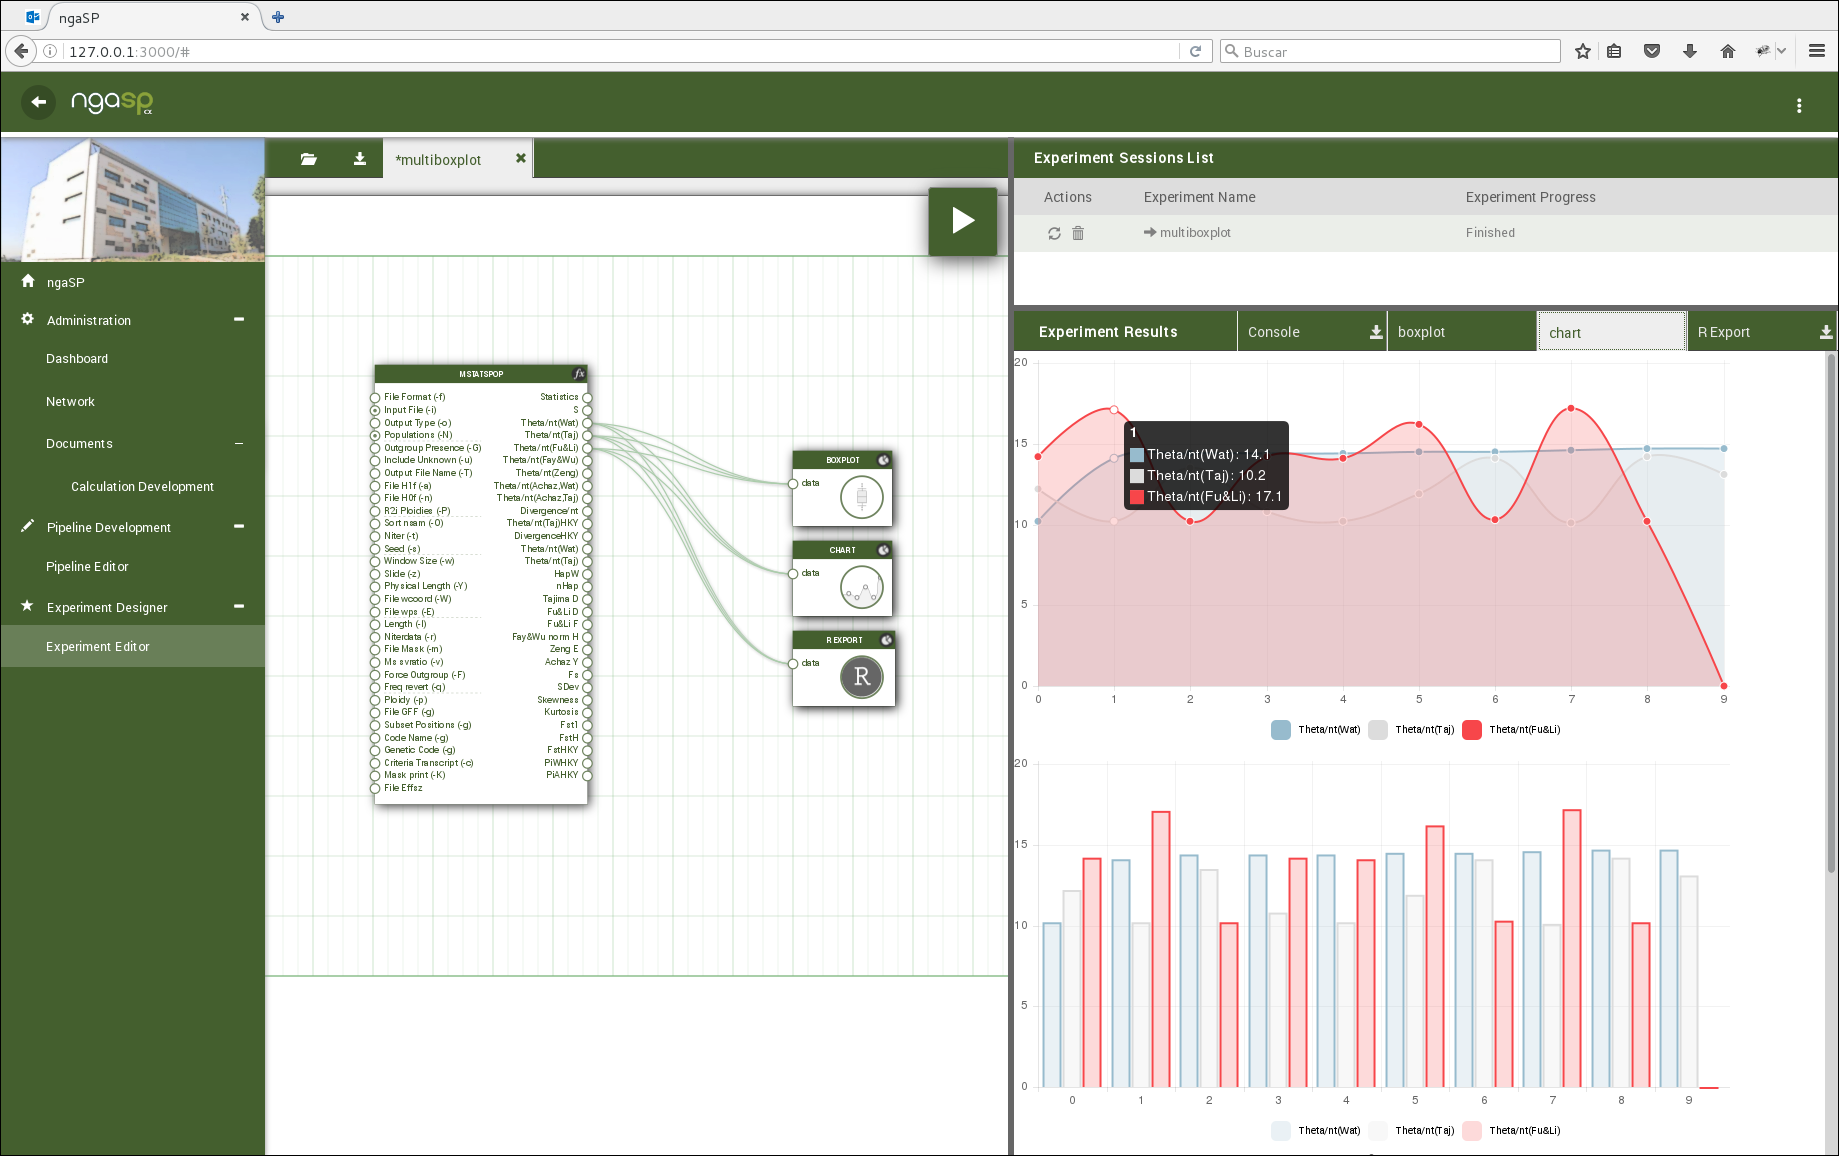 ngaSP
127.0.0.1:3000/#
Buscar
ngasp α
ngaSP
Administration
Dashboard
Network
Documents
Calculation Development
Pipeline Development
Pipeline Editor
Experiment Designer
Experiment Editor
*multiboxplot
MSTATSPOP
fx
File Format (-f)
Input File (-i)
Output Type (-o)
Populations (-N)
Outgroup Presence (-G)
Include Unknown (-u)
Output File Name (-T)
File H1f (-a)
File H0f (-n)
R2i Ploidies (-P)
Sort nsam (-O)
Niter (-t)
Seed (-s)
Window Size (-w)
Slide (-z)
Physical Length (-Y)
File wcoord (-W)
File wps (-E)
Length (-l)
Niterdata (-r)
File Mask (-m)
Ms svratio (-v)
Force Outgroup (-F)
Freq revert (-q)
Ploidy (-p)
File GFF (-g)
Subset Positions (-g)
Code Name (-g)
Genetic Code (-g)
Criteria Transcript (-c)
Mask print (-K)
File Effsz
Statistics
S
Theta/nt(Wat)
Theta/nt(Taj)
Theta/nt(Fu&Li)
Theta/nt(Fay&Wu)
Theta/nt(Zeng)
Theta/nt(Achaz,Wat)
Theta/nt(Achaz,Taj)
Divergence/nt
Theta/nt(Taj)HKY
DivergenceHKY
Theta/nt(Wat)
Theta/nt(Taj)
HapW
nHap
Tajima D
Fu&Li D
Fu&Li F
Fay&Wu norm H
Zeng E
Achaz Y
Fs
SDev
Skewness
Kurtosis
Fst1
FstH
FstHKY
PiWHKY
PiAHKY
BOXPLOT
data
CHART
data
R EXPORT
data
R
Experiment Sessions List
Actions Experiment Name Experiment Progress
multiboxplot Finished
Experiment Results Console boxplot chart R Export
20
15
10
5
0
0 1 2 3 4 5 6 7 8 9
1
Theta/nt(Wat): 14.1
Theta/nt(Taj): 10.2
Theta/nt(Fu&Li): 17.1
Theta/nt(Wat) Theta/nt(Taj) Theta/nt(Fu&Li)
20
15
10
5
0
0 1 2 3 4 5 6 7 8 9
Theta/nt(Wat) Theta/nt(Taj) Theta/nt(Fu&Li)